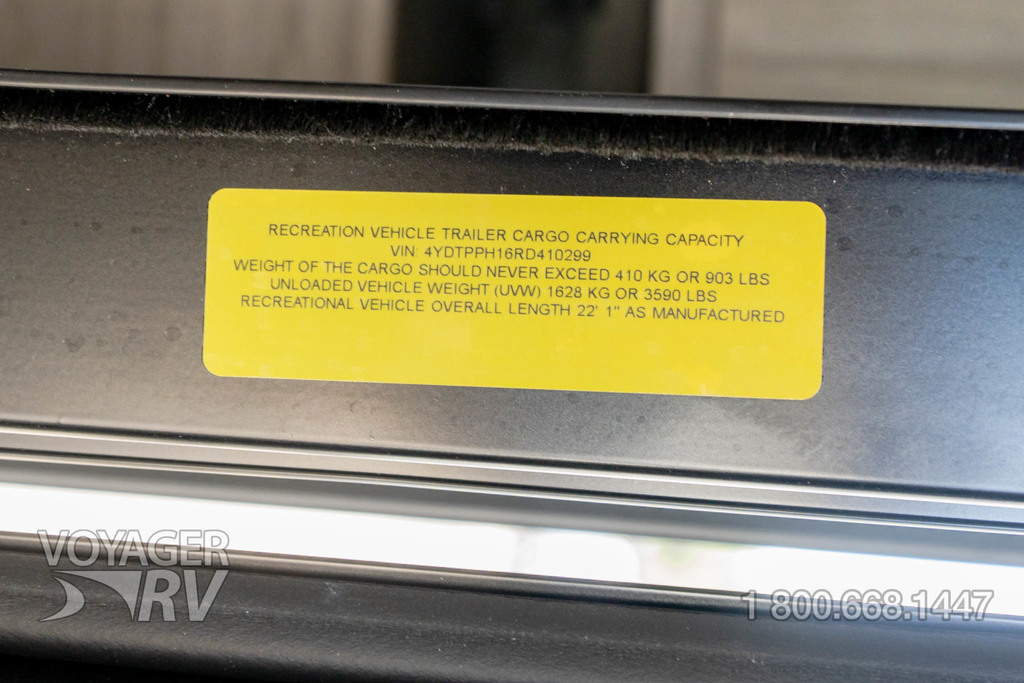 RECREATION VEHICLE TRAILER CARGO CARRYING CAPACITY
VIN: 4YDTPPH16RD410299
WEIGHT OF THE CARGO SHOULD NEVER EXCEED 410 KG OR 903 LBS
UNLOADED VEHICLE WEIGHT (UVW) 1628 KG OR 3590 LBS
RECREATIONAL VEHICLE OVERALL LENGTH 22' 1" AS MANUFACTURED
VOYAGER
RV
1 800.668.1447